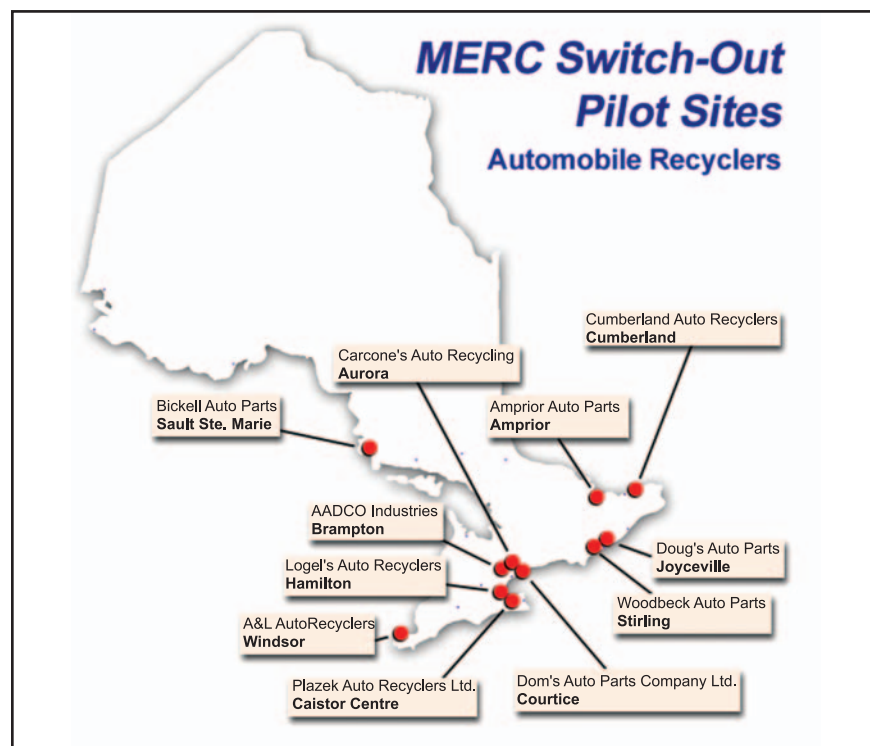 MERC Switch-Out
Pilot Sites
Automobile Recyclers
Cumberland Auto Recyclers
Cumberland
Carcone's Auto Recycling
Aurora
Bickell Auto Parts
Sault Ste. Marie
Amprior Auto Parts
Amprior
AADCO Industries
Brampton
Doug's Auto Parts
Joyceville
Logel's Auto Recyclers
Hamilton
Woodbeck Auto Parts
Stirling
A&L AutoRecyclers
Windsor
Plazek Auto Recyclers Ltd.
Caistor Centre
Dom's Auto Parts Company Ltd.
Courtice